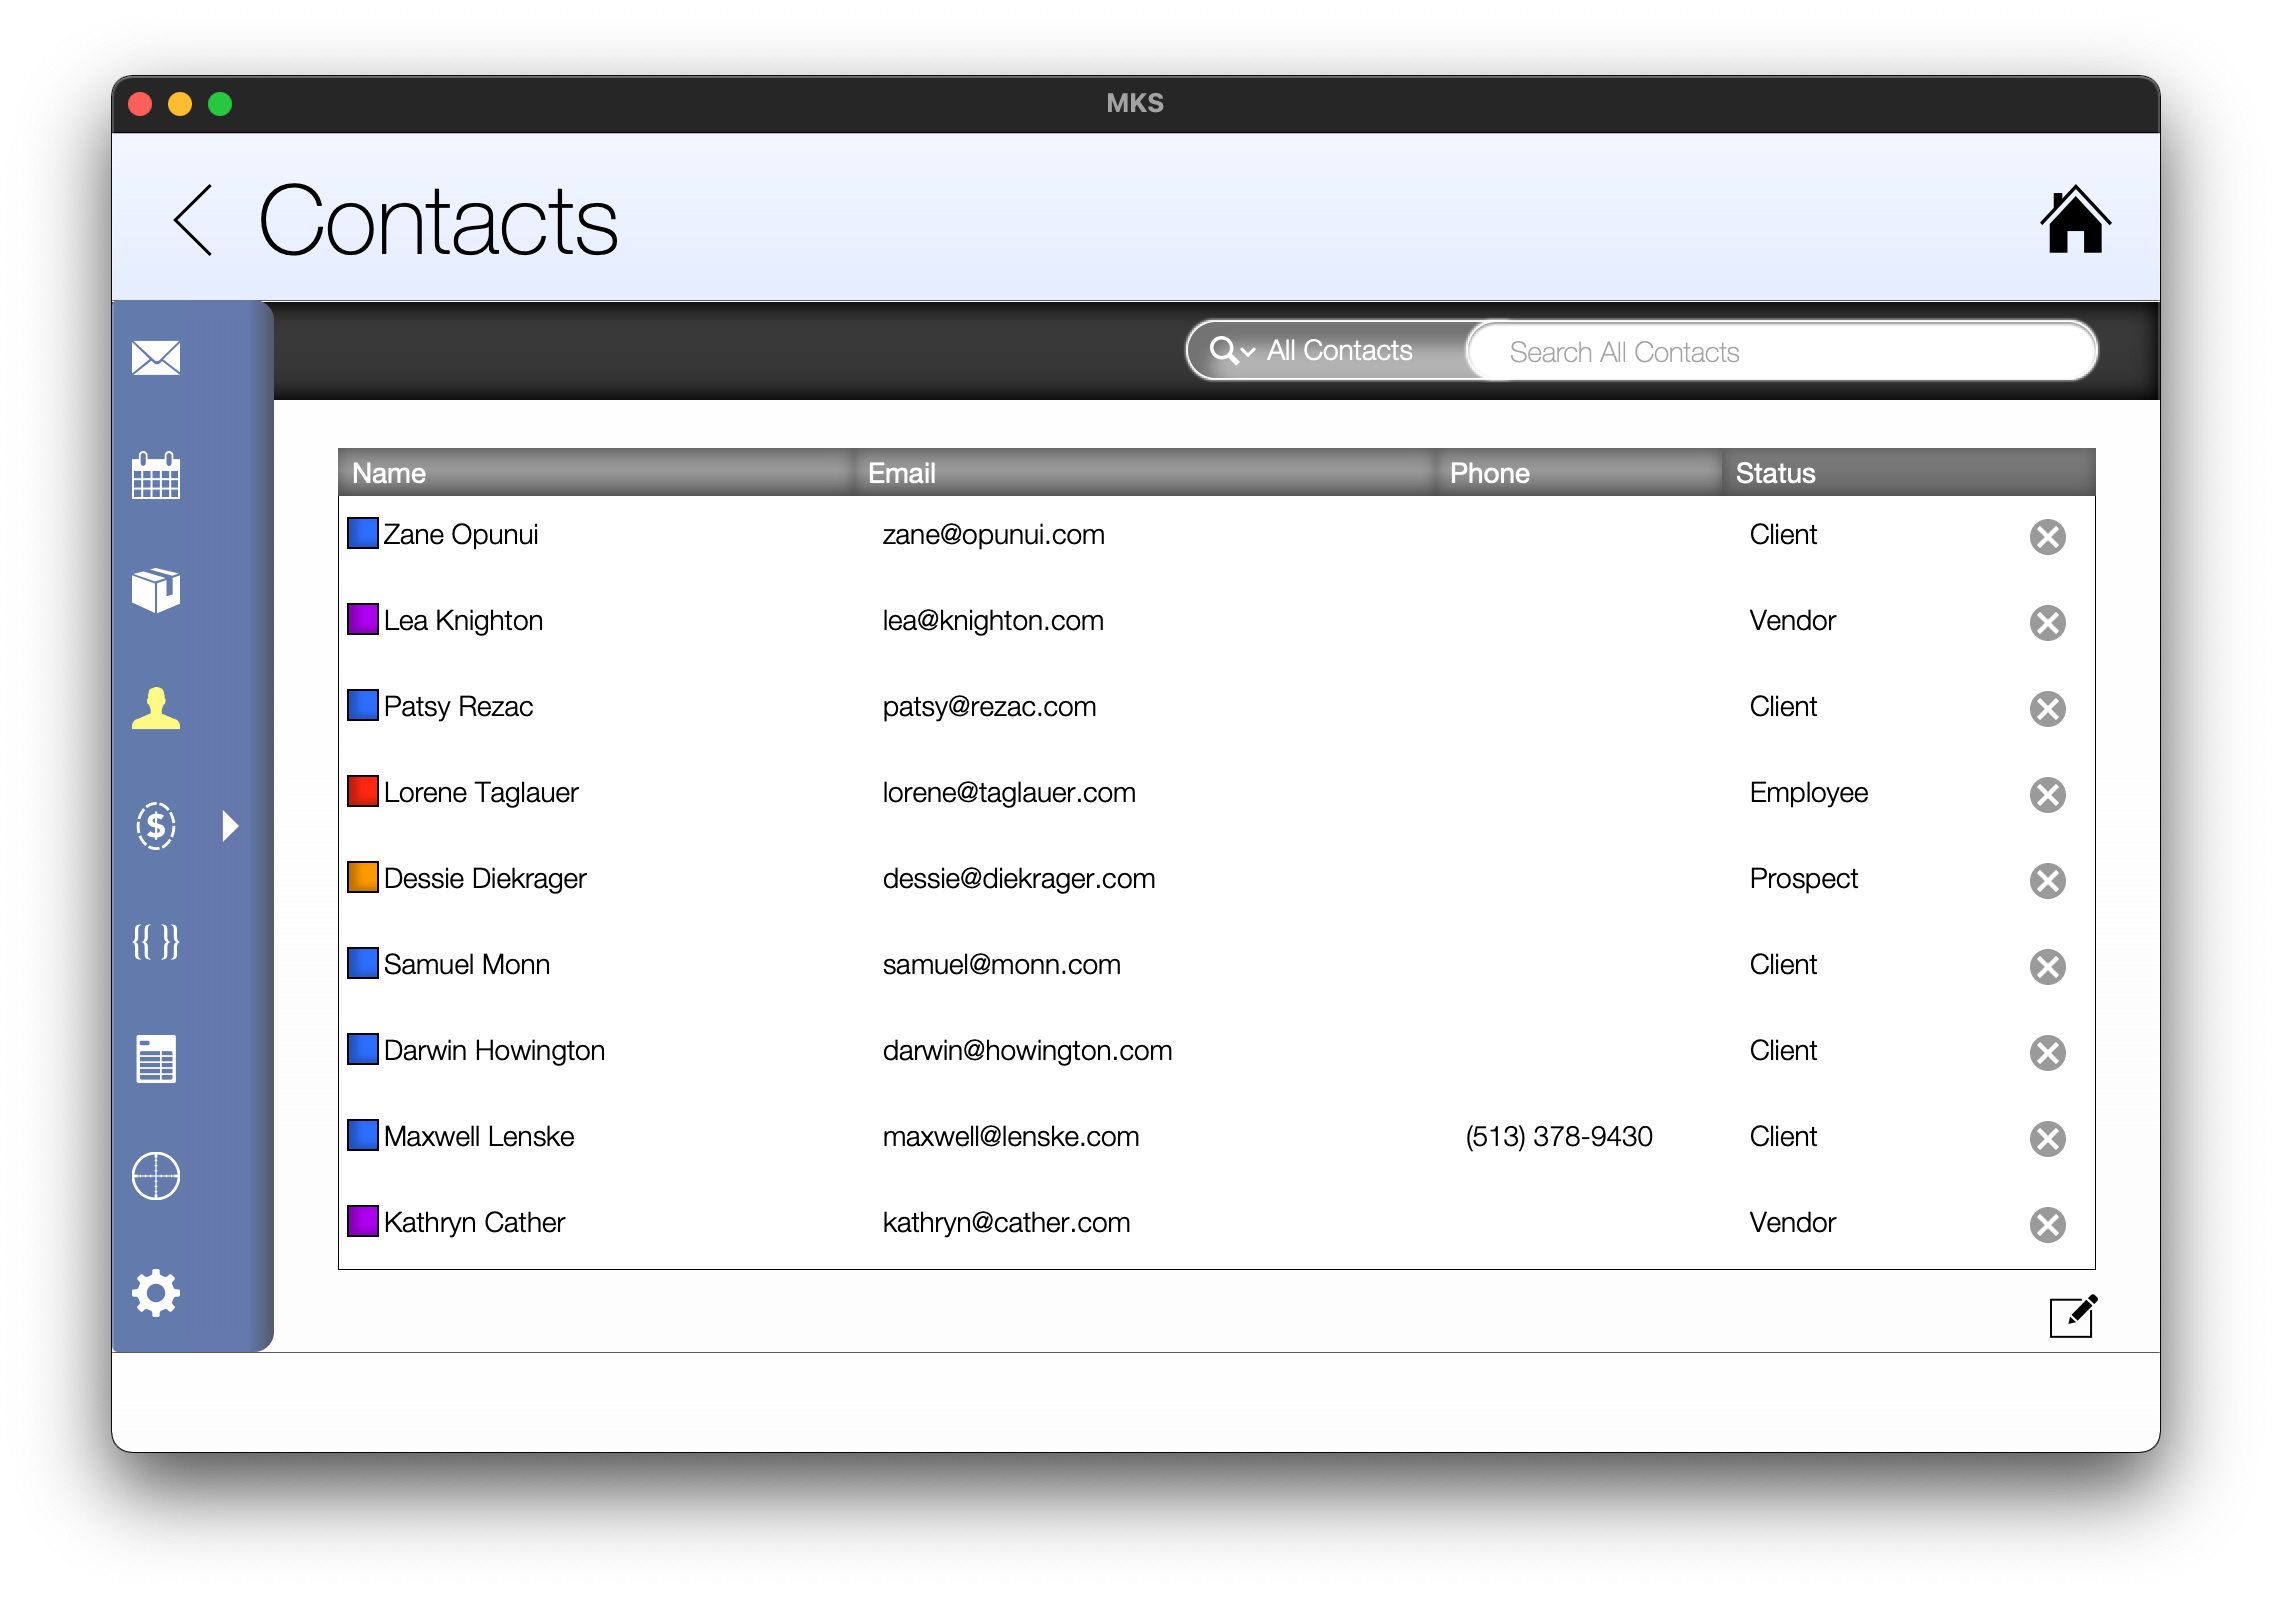 MKS
Contacts
All Contacts Search All Contacts
Name Email Phone Status
Zane Opunui zane@opunui.com Client
Lea Knighton lea@knighton.com Vendor
Patsy Rezac patsy@rezac.com Client
Lorene Taglauer lorene@taglauer.com Employee
Dessie Diekrager dessie@diekrager.com Prospect
Samuel Monn samuel@monn.com Client
Darwin Howington darwin@howington.com Client
Maxwell Lenske maxwell@lenske.com (513) 378-9430 Client
Kathryn Cather kathryn@cather.com Vendor